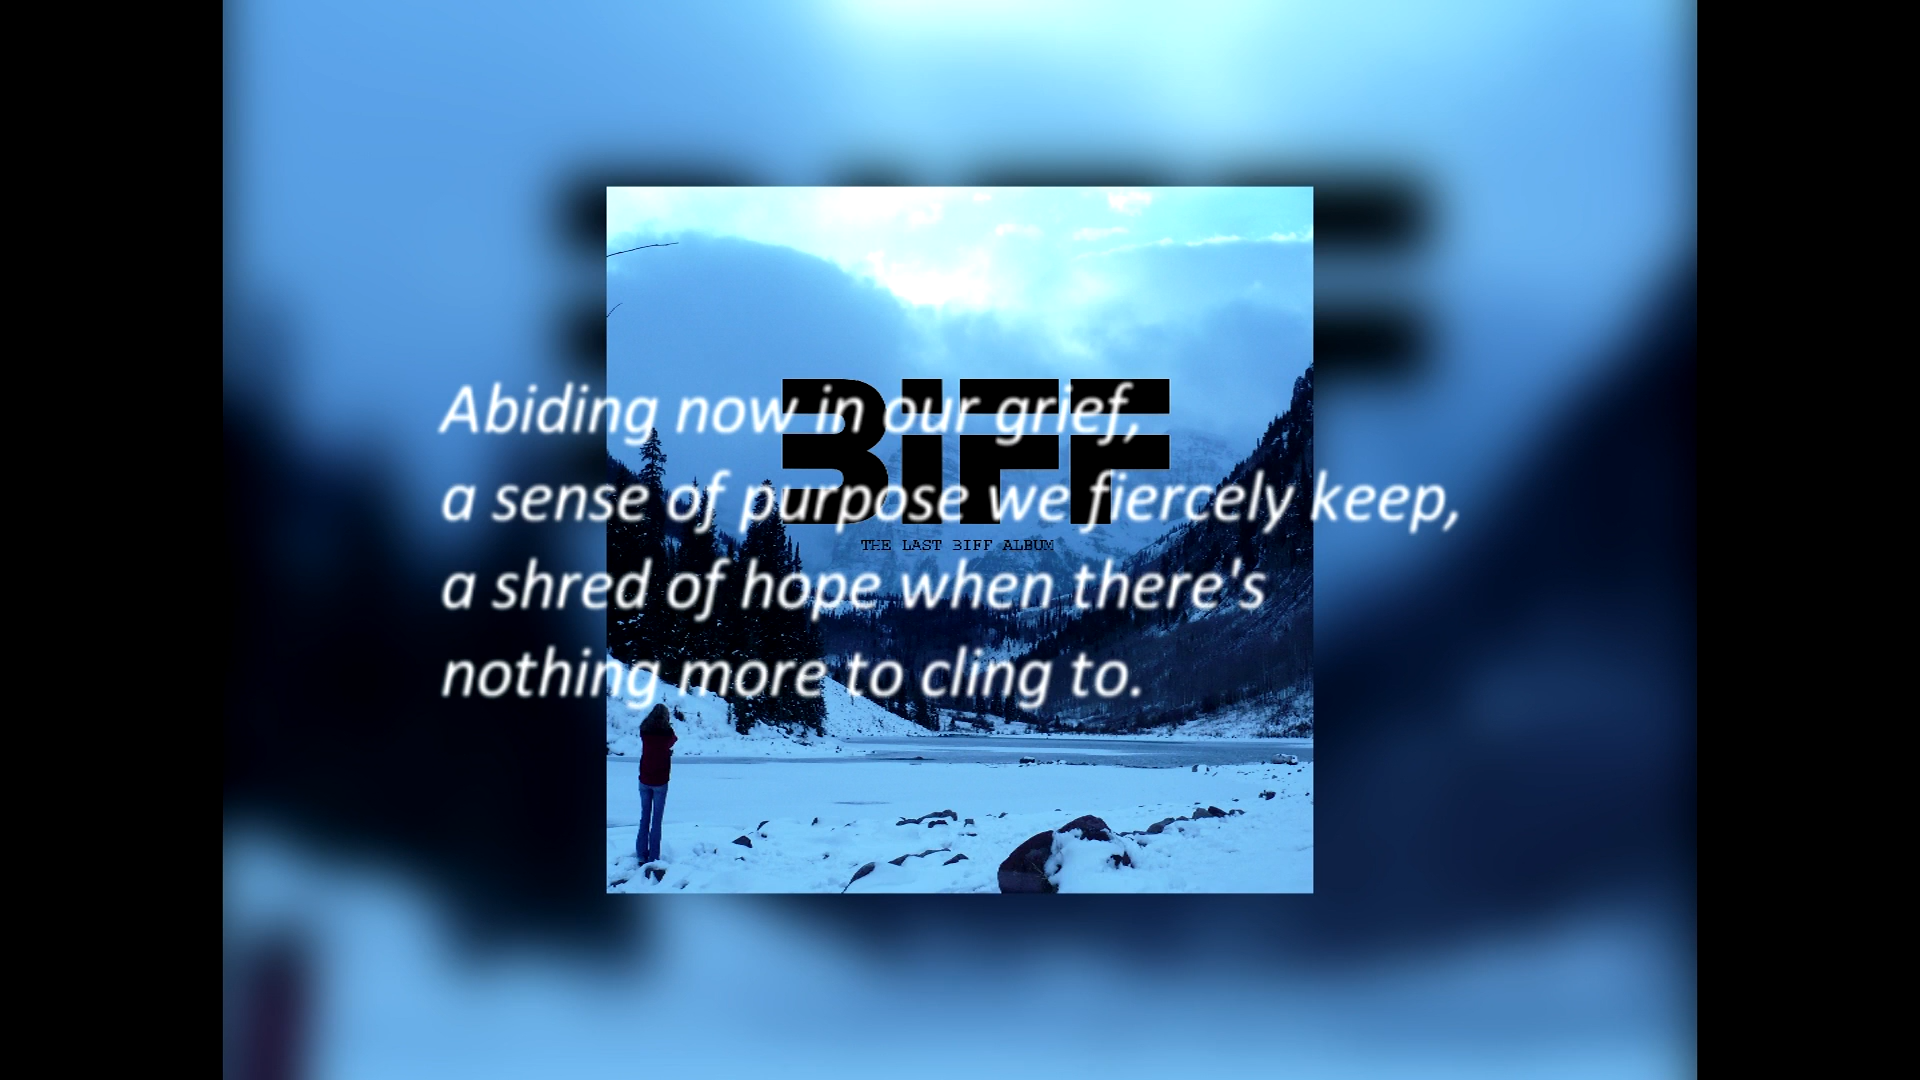 BIFF
Abiding now in our grief,
a sense of purpose we fiercely keep,
THE LAST BIFF ALBUM
a shred of hope when there's
nothing more to cling to.